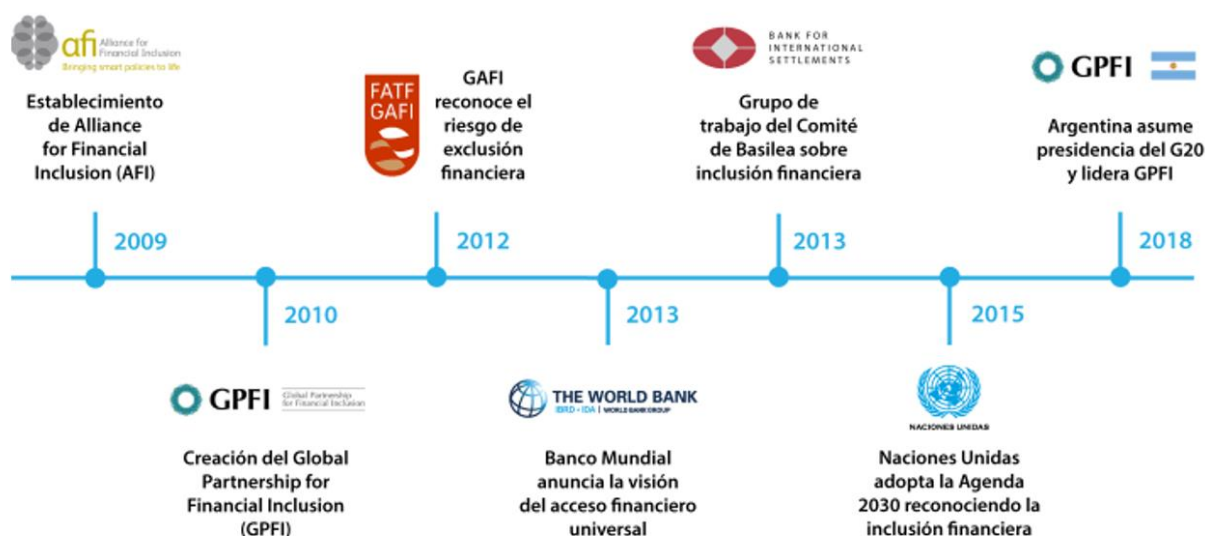 afi
Alliance for
Financial Inclusion
Bringing smart policies to life
Establecimiento
de Alliance
for Financial
Inclusion (AFI)
2009
GPFI
Global Partnership
for Financial Inclusion
Creación del Global
Partnership for
Financial Inclusion
(GPFI)
2010
FATF
GAFI
GAFI
reconoce el
riesgo de
exclusión
financiera
2012
THE WORLD BANK
IBRD • IDA | WORLD BANK GROUP
Banco Mundial
anuncia la visión
del acceso financiero
universal
2013
BANK FOR
INTERNATIONAL
SETTLEMENTS
Grupo de
trabajo del Comité
de Basilea sobre
inclusión financiera
2013
NACIONES UNIDAS
Naciones Unidas
adopta la Agenda
2030 reconociendo la
inclusión financiera
2015
GPFI
Argentina asume
presidencia del G20
y lidera GPFI
2018